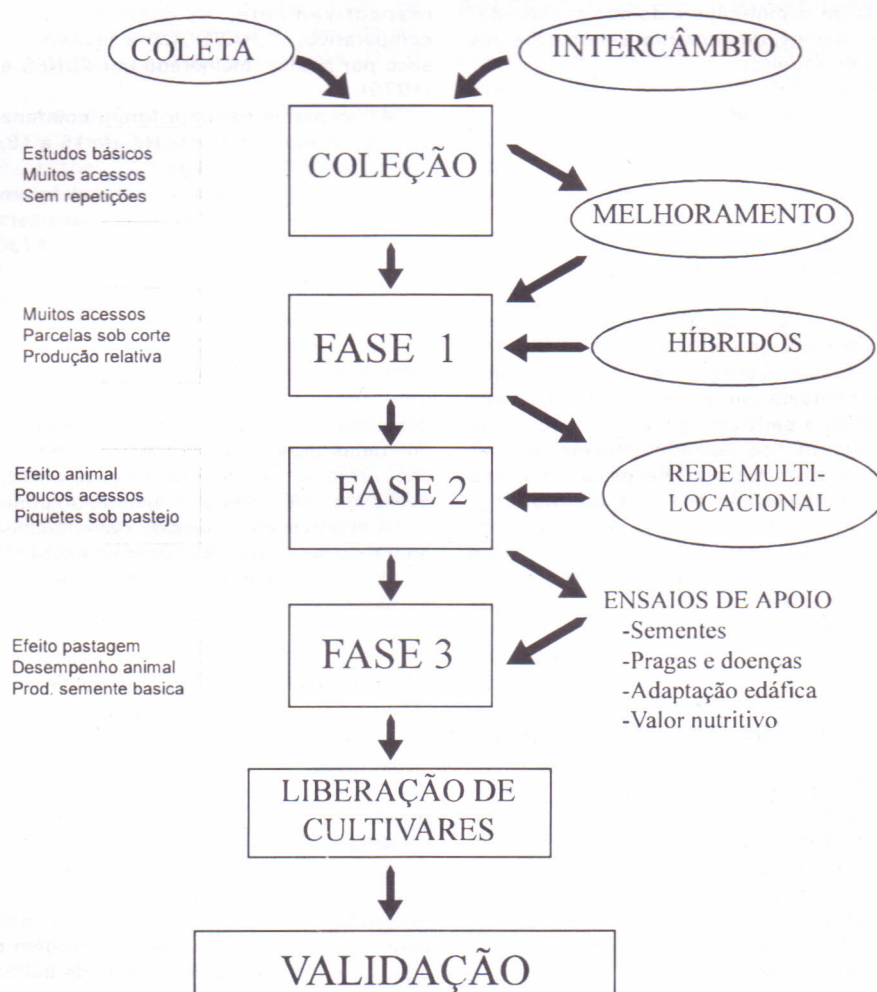 COLETA
INTERCÂMBIO
Estudos básicos
Muitos acessos
Sem repetições
COLEÇÃO
MELHORAMENTO
Muitos acessos
Parcelas sob corte
Produção relativa
FASE 1
HÍBRIDOS
Efeito animal
Poucos acessos
Piquetes sob pastejo
FASE 2
REDE MULTI-
LOCACIONAL
ENSAIOS DE APOIO
-Sementes
-Pragas e doenças
-Adaptação edáfica
-Valor nutritivo
Efeito pastagem
Desempenho animal
Prod. semente basica
FASE 3
LIBERAÇÃO DE
CULTIVARES
VALIDAÇÃO